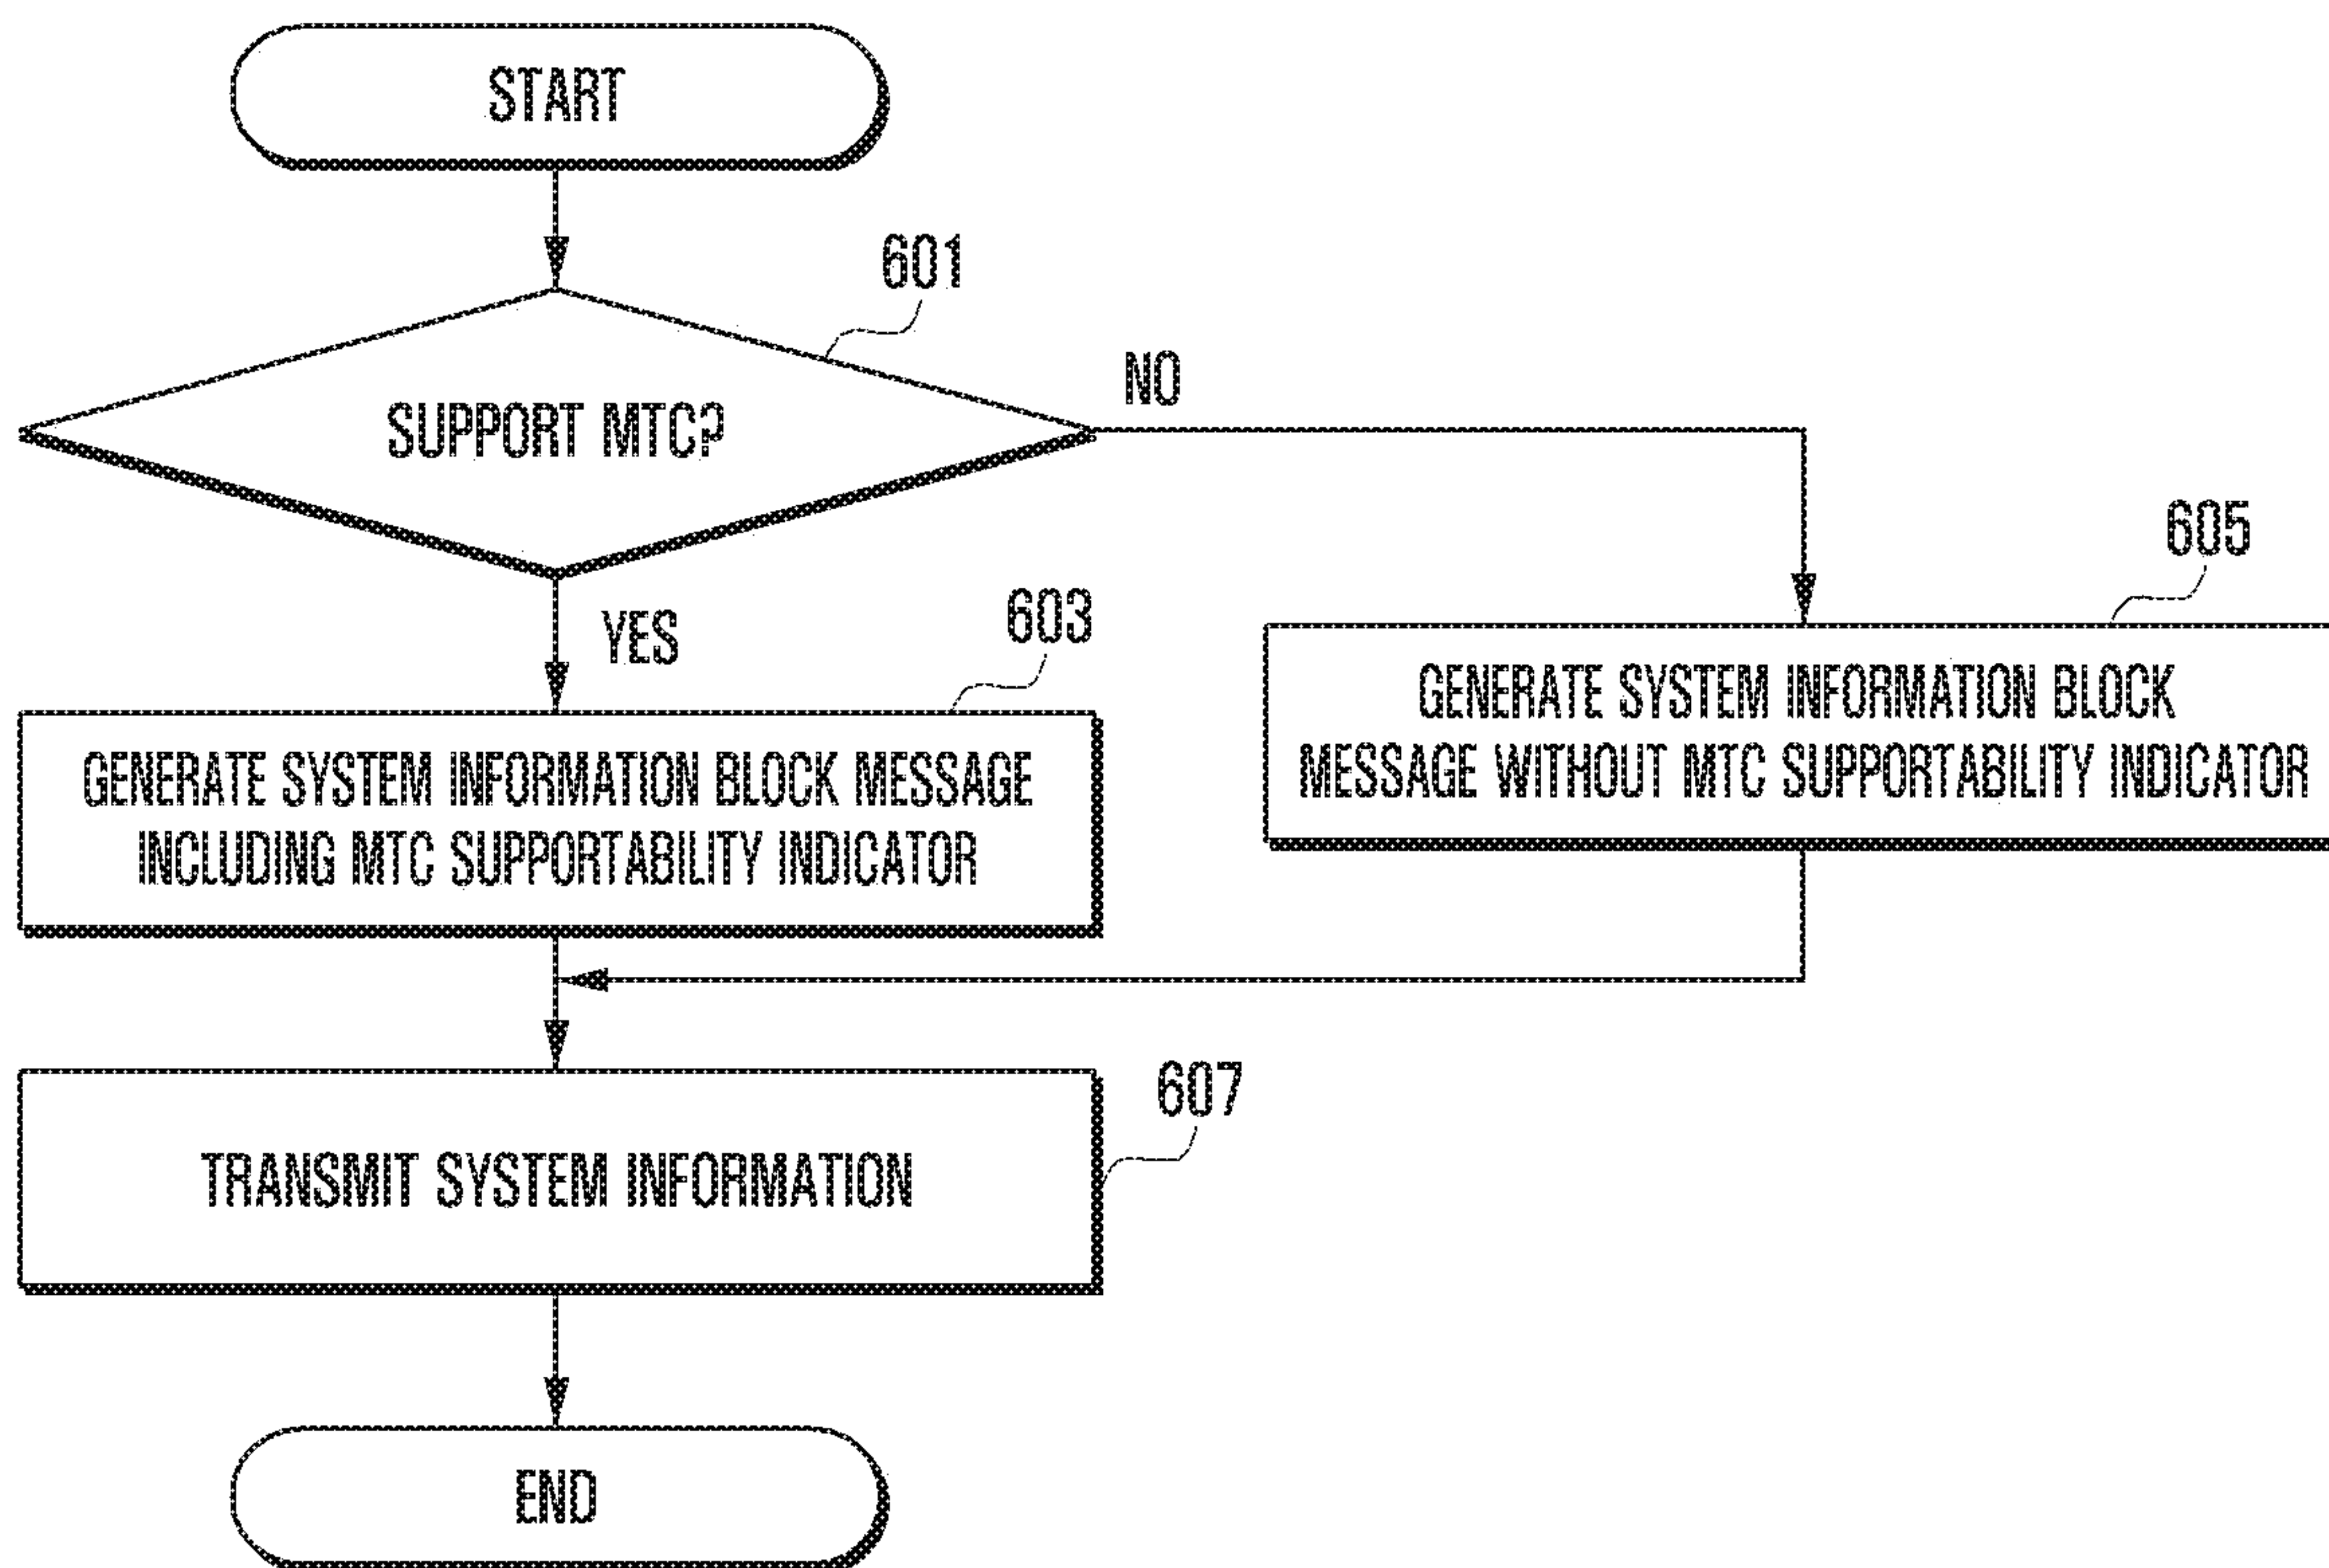 START
601
SUPPORT MTC?
NO
YES
603
605
GENERATE SYSTEM INFORMATION BLOCK MESSAGE
INCLUDING MTC SUPPORTABILITY INDICATOR
GENERATE SYSTEM INFORMATION BLOCK
MESSAGE WITHOUT MTC SUPPORTABILITY INDICATOR
607
TRANSMIT SYSTEM INFORMATION
END